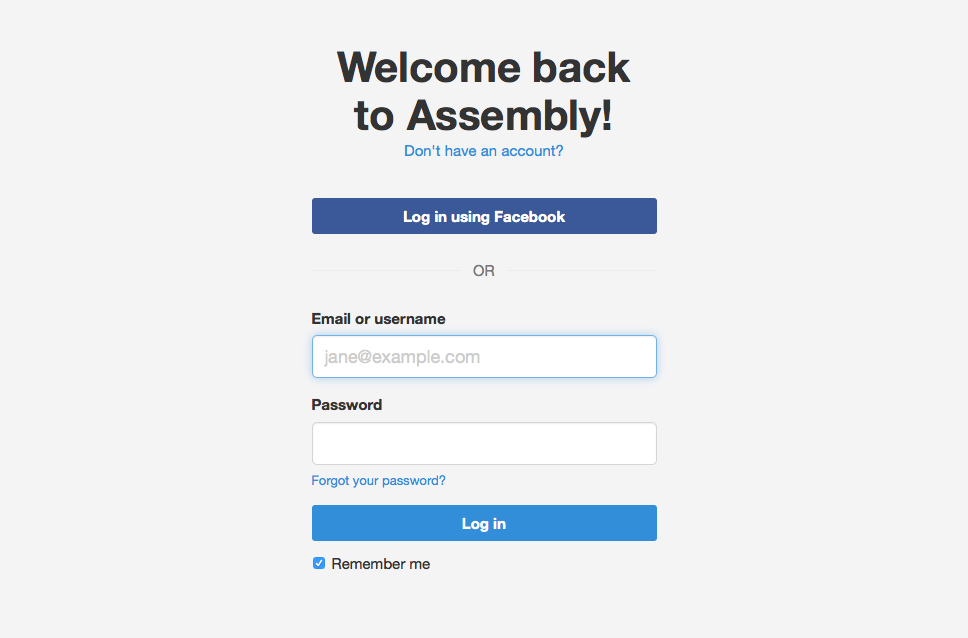 Welcome back
to Assembly!
Don't have an account?
Log in using Facebook
OR
Email or username
jane@example.com
Password
Forgot your password?
Log in
Remember me